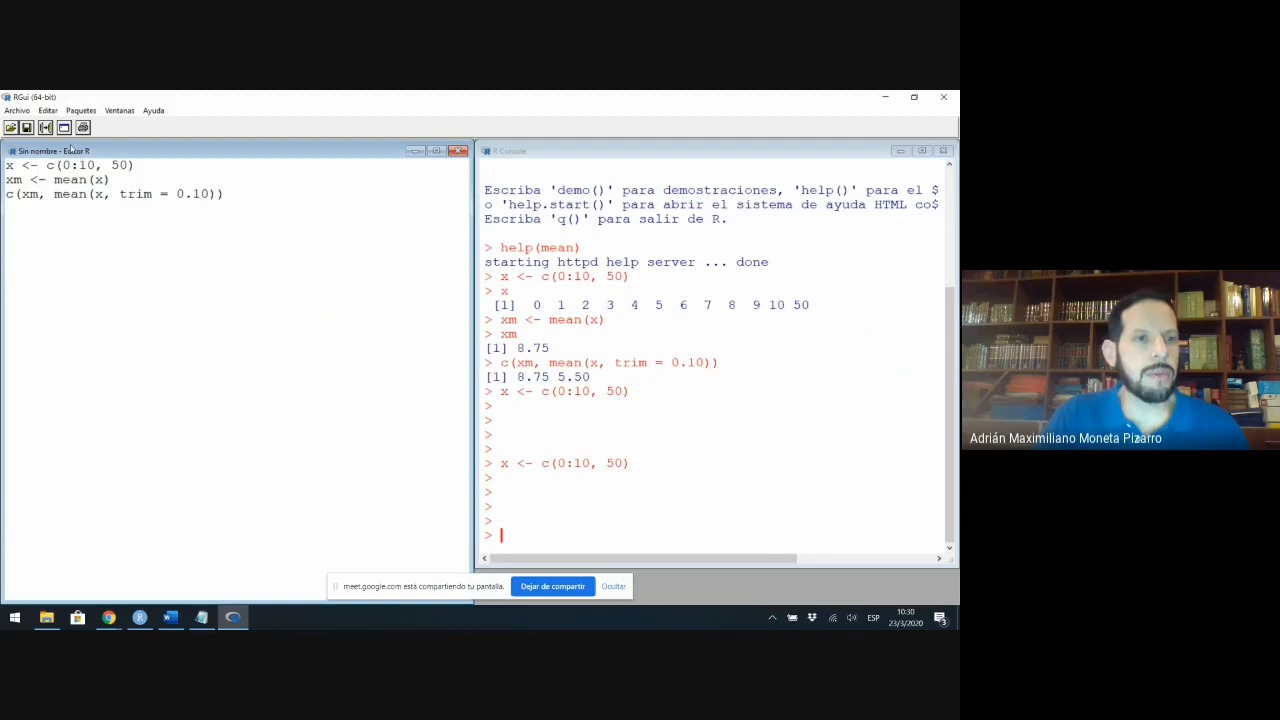 RGui (64-bit)
Archivo Editar Paquetes Ventanas Ayuda
Sin nombre - Editor R
x <- c(0:10, 50)
xm <- mean(x)
c(xm, mean(x, trim = 0.10))
R Console
Escriba 'demo()' para demostraciones, 'help()' para el $
o 'help.start()' para abrir el sistema de ayuda HTML co$
Escriba 'q()' para salir de R.
> help(mean)
starting httpd help server ... done
> x <- c(0:10, 50)
> x
[1] 0 1 2 3 4 5 6 7 8 9 10 50
> xm <- mean(x)
> xm
[1] 8.75
> c(xm, mean(x, trim = 0.10))
[1] 8.75 5.50
> x <- c(0:10, 50)
>
>
>
>
> x <- c(0:10, 50)
>
>
>
>
>
meet.google.com está compartiendo tu pantalla. Dejar de compartir Ocultar
ESP
10:30
23/3/2020
3
Adrián Maximiliano Moneta Pizarro